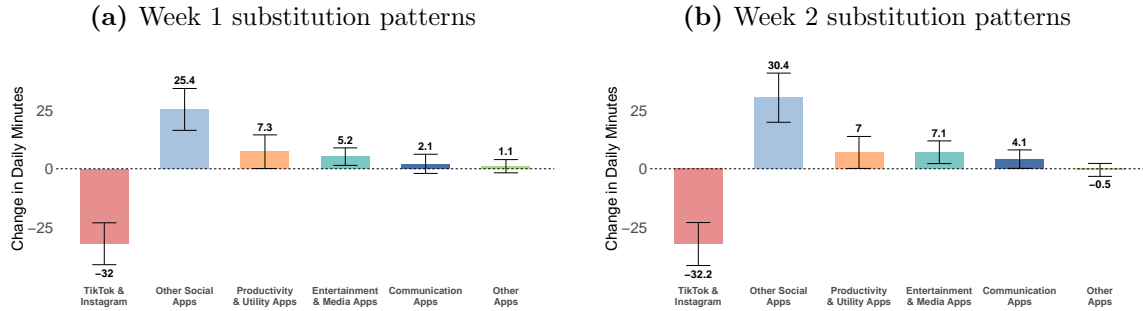 (a) Week 1 substitution patterns
Change in Daily Minutes
25
0
−25
−32
25.4
7.3
5.2
2.1
1.1
TikTok &
Instagram
Other Social
Apps
Productivity
& Utility Apps
Entertainment
& Media Apps
Communication
Apps
Other
Apps
(b) Week 2 substitution patterns
Change in Daily Minutes
25
0
−25
−32.2
30.4
7
7.1
4.1
−0.5
TikTok &
Instagram
Other Social
Apps
Productivity
& Utility Apps
Entertainment
& Media Apps
Communication
Apps
Other
Apps